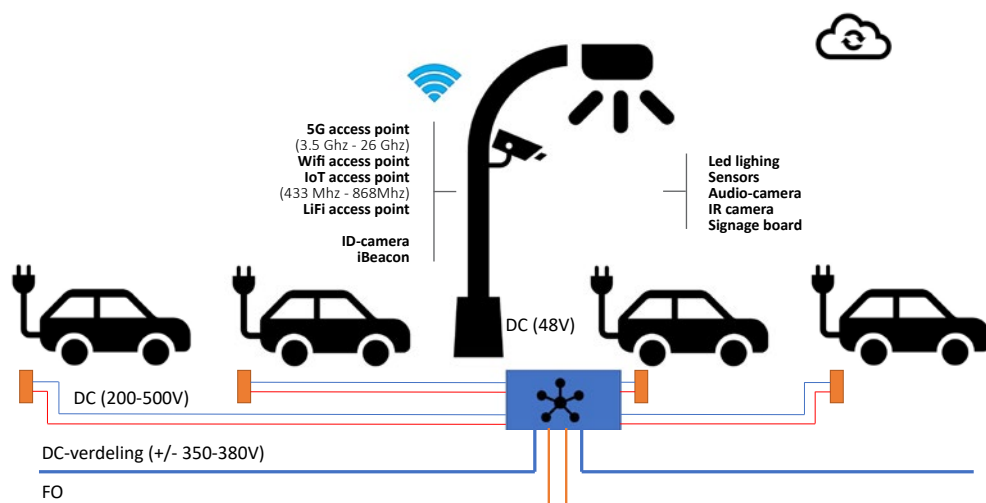 5G access point
(3.5 Ghz - 26 Ghz)
Wifi access point
IoT access point
(433 Mhz - 868Mhz)
LiFi access point
ID-camera
iBeacon
Led lighing
Sensors
Audio-camera
IR camera
Signage board
DC (48V)
DC (200-500V)
DC-verdeling (+/- 350-380V)
FO